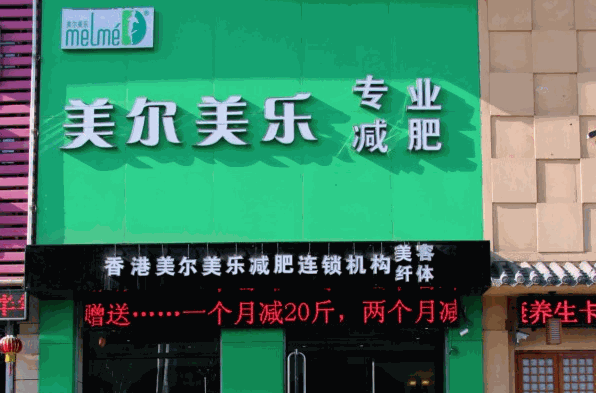 美尔美乐
melmé
美尔美乐 专业减肥
香港美尔美乐减肥连锁机构 美客纤体
赠送……一个月减20斤，两个月减
养生卡